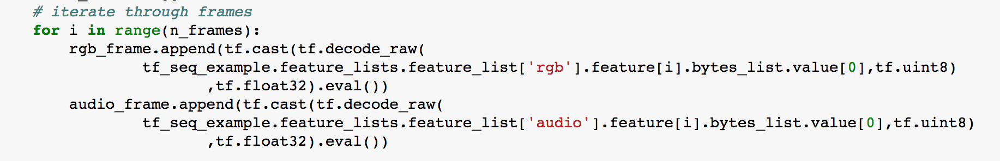 # iterate through frames
for i in range(n_frames):
rgb_frame.append(tf.cast(tf.decode_raw(
tf_seq_example.feature_lists.feature_list['rgb'].feature[i].bytes_list.value[0],tf.uint8)
,tf.float32).eval())
audio_frame.append(tf.cast(tf.decode_raw(
tf_seq_example.feature_lists.feature_list['audio'].feature[i].bytes_list.value[0],tf.uint8)
,tf.float32).eval())